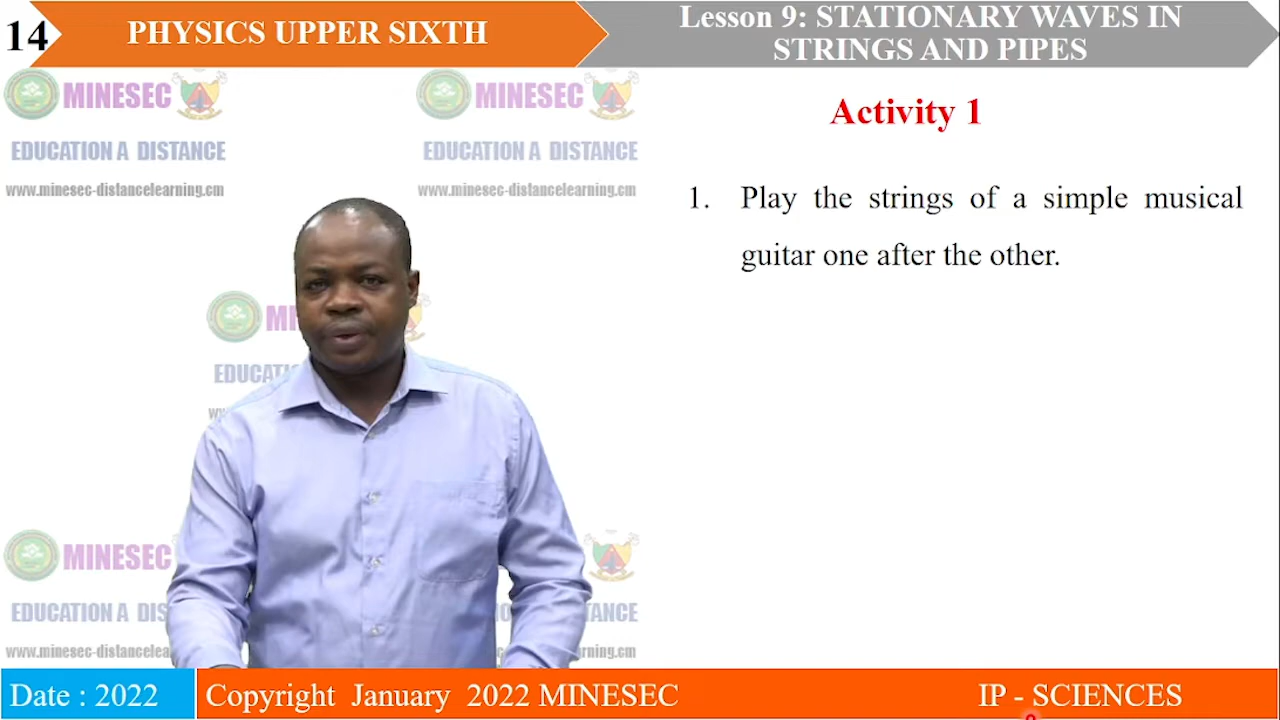 14
PHYSICS UPPER SIXTH
Lesson 9: STATIONARY WAVES IN
STRINGS AND PIPES
MINESEC
EDUCATION A DISTANCE
www.minesec-distancelearning.cm
MINESEC
EDUCATION A DISTANCE
www.minesec-distancelearning.cm
Activity 1
1. Play the strings of a simple musical
guitar one after the other.
MINESEC
Date : 2022
Copyright January 2022 MINESEC
IP - SCIENCES